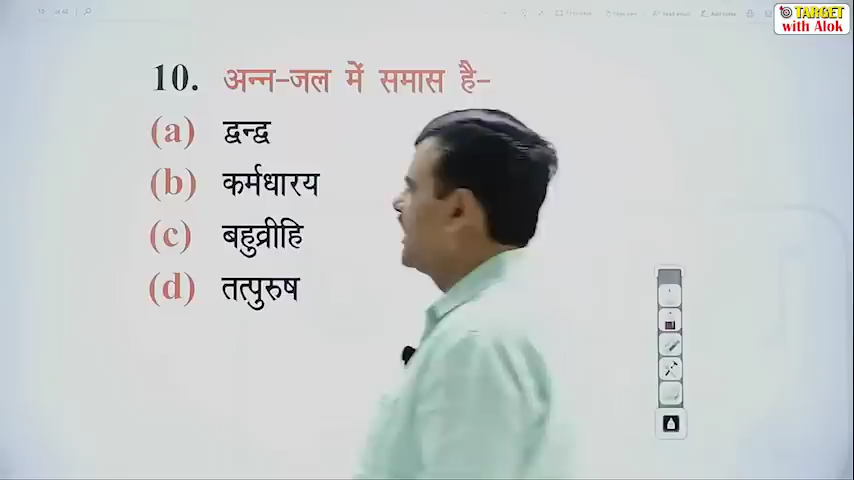 TARGET
with Alok
10. अन्न-जल में समास है-
(a) द्वन्द्व
(b) कर्मधारय
(c) बहुव्रीहि
(d) तत्पुरुष